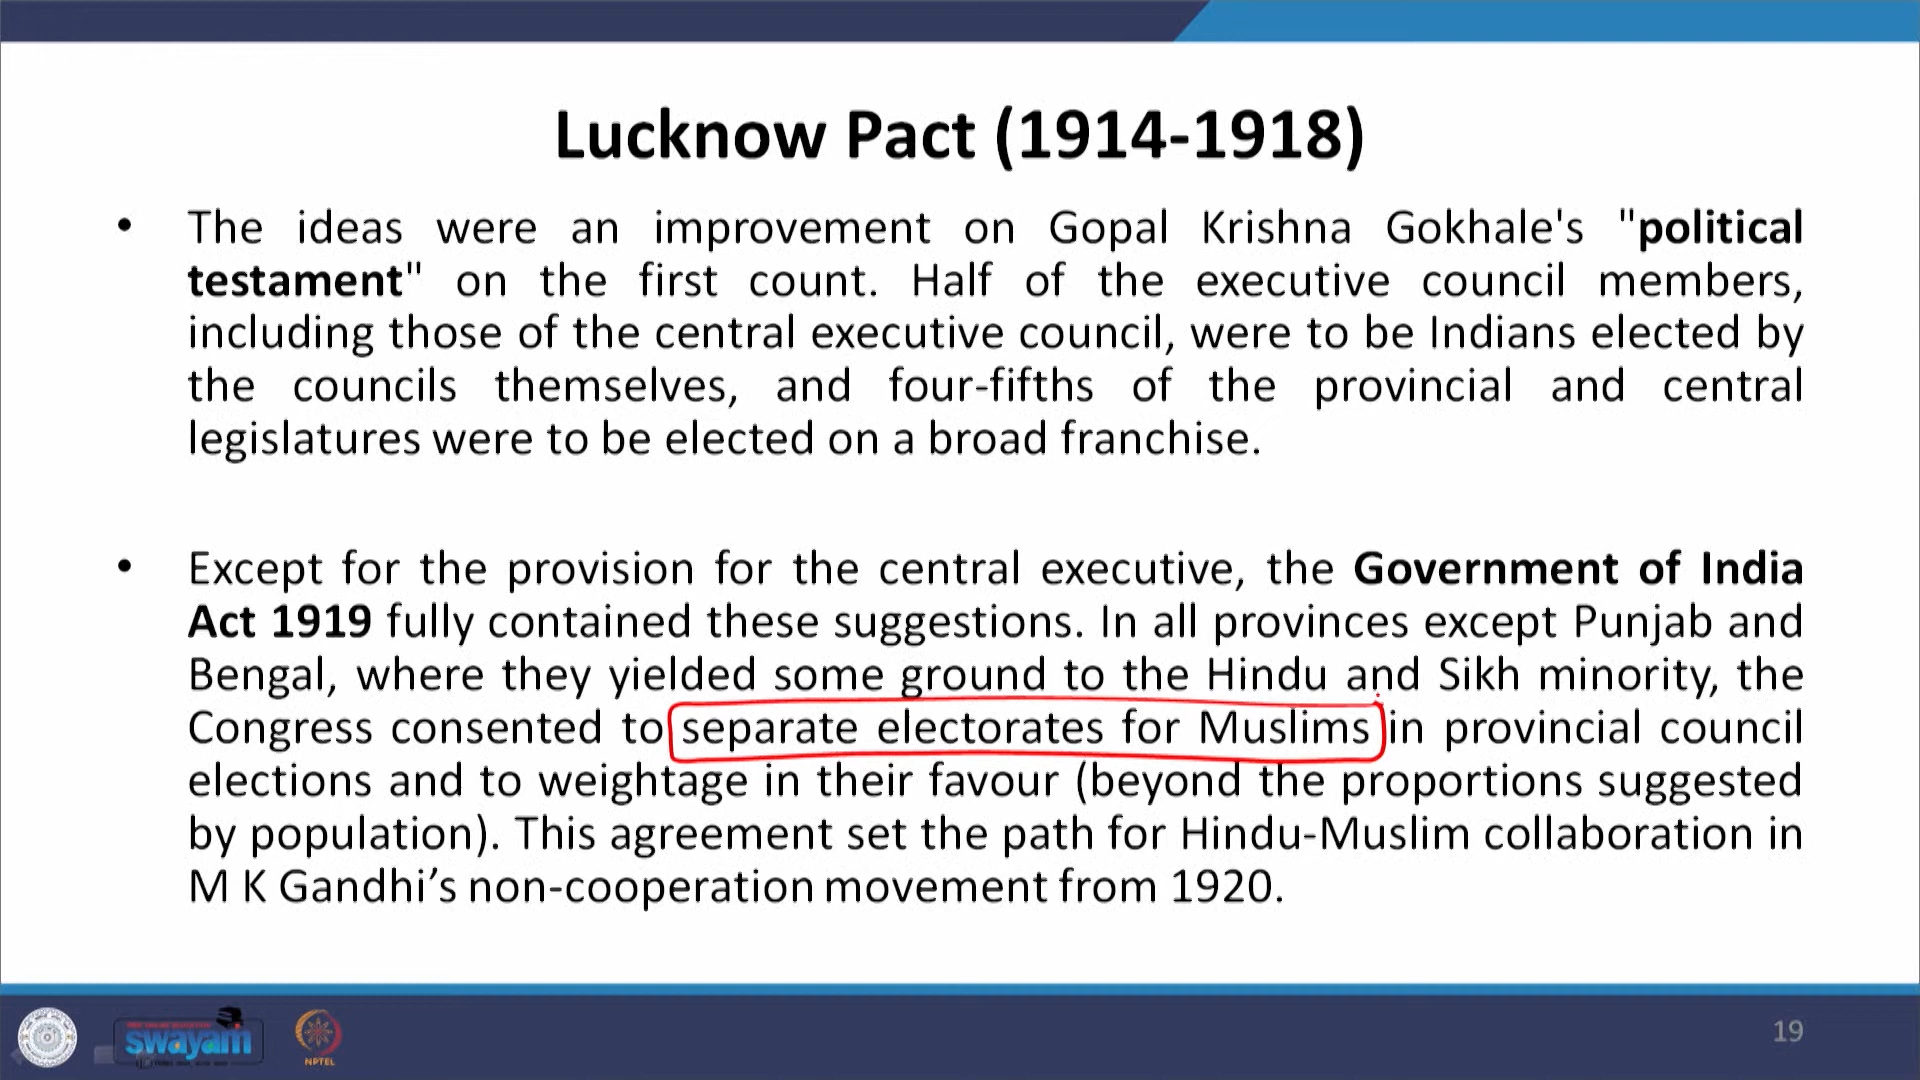 Lucknow Pact (1914-1918)
• The ideas were an improvement on Gopal Krishna Gokhale's "political
testament" on the first count. Half of the executive council members,
including those of the central executive council, were to be Indians elected by
the councils themselves, and four-fifths of the provincial and central
legislatures were to be elected on a broad franchise.
• Except for the provision for the central executive, the Government of India
Act 1919 fully contained these suggestions. In all provinces except Punjab and
Bengal, where they yielded some ground to the Hindu and Sikh minority, the
Congress consented to separate electorates for Muslims in provincial council
elections and to weightage in their favour (beyond the proportions suggested
by population). This agreement set the path for Hindu-Muslim collaboration in
M K Gandhi’s non-cooperation movement from 1920.
swayam
NPTEL
19